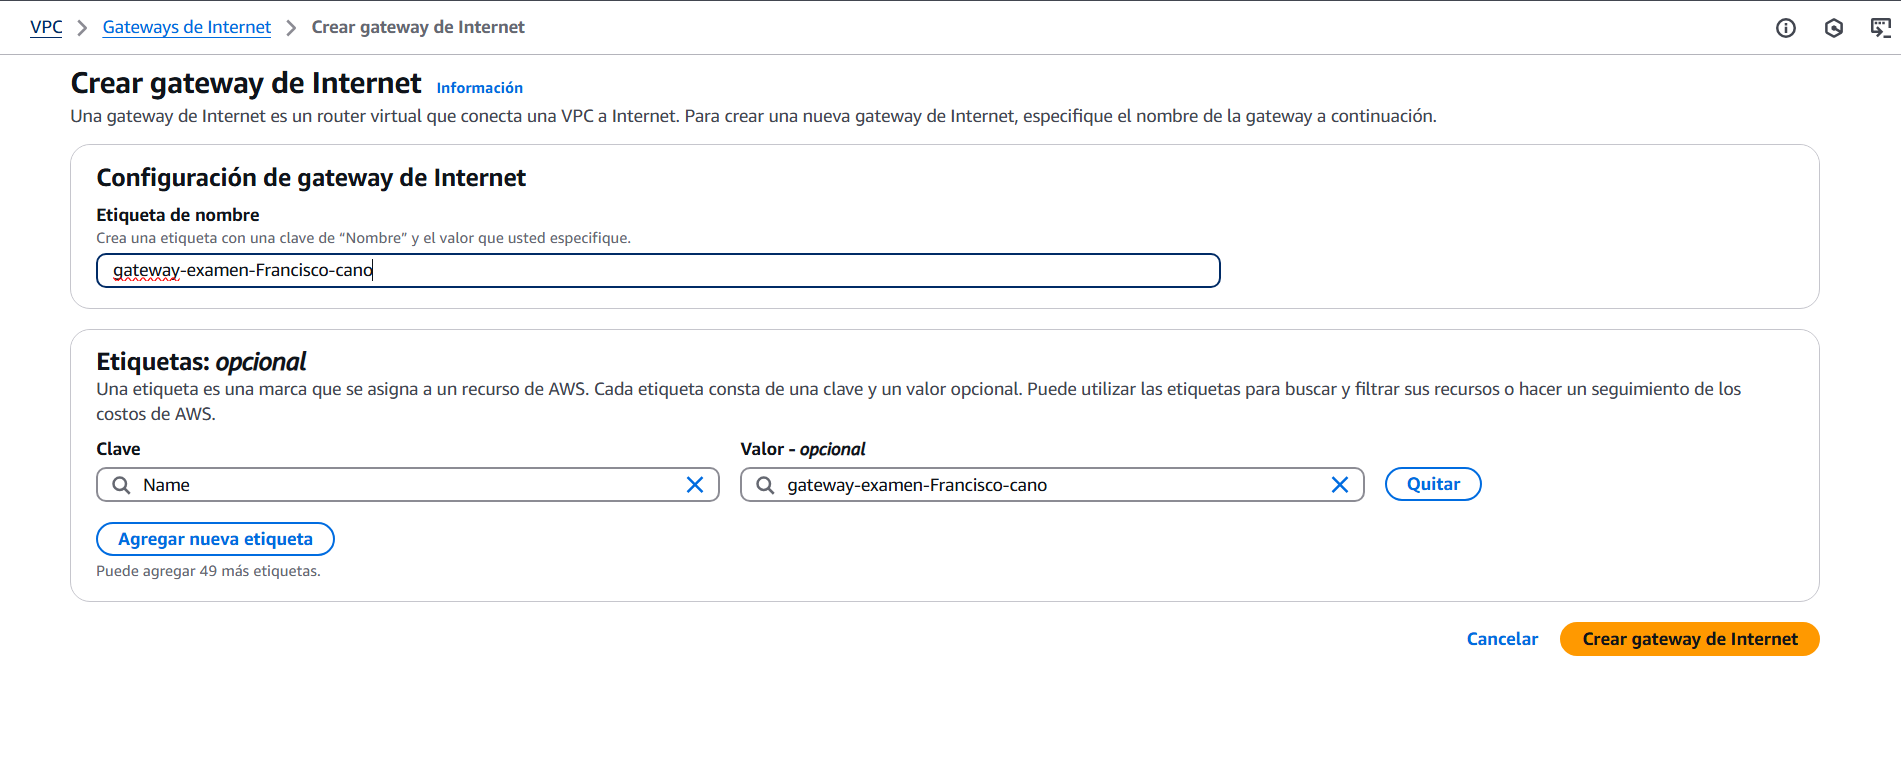 VPC > Gateways de Internet > Crear gateway de Internet
Crear gateway de Internet Información
Una gateway de Internet es un router virtual que conecta una VPC a Internet. Para crear una nueva gateway de Internet, especifique el nombre de la gateway a continuación.
Configuración de gateway de Internet
Etiqueta de nombre
Crea una etiqueta con una clave de “Nombre” y el valor que usted especifique.
gateway-examen-Francisco-cano
Etiquetas: opcional
Una etiqueta es una marca que se asigna a un recurso de AWS. Cada etiqueta consta de una clave y un valor opcional. Puede utilizar las etiquetas para buscar y filtrar sus recursos o hacer un seguimiento de los
costos de AWS.
Clave Valor - opcional
Name gateway-examen-Francisco-cano Quitar
Agregar nueva etiqueta
Puede agregar 49 más etiquetas.
Cancelar Crear gateway de Internet